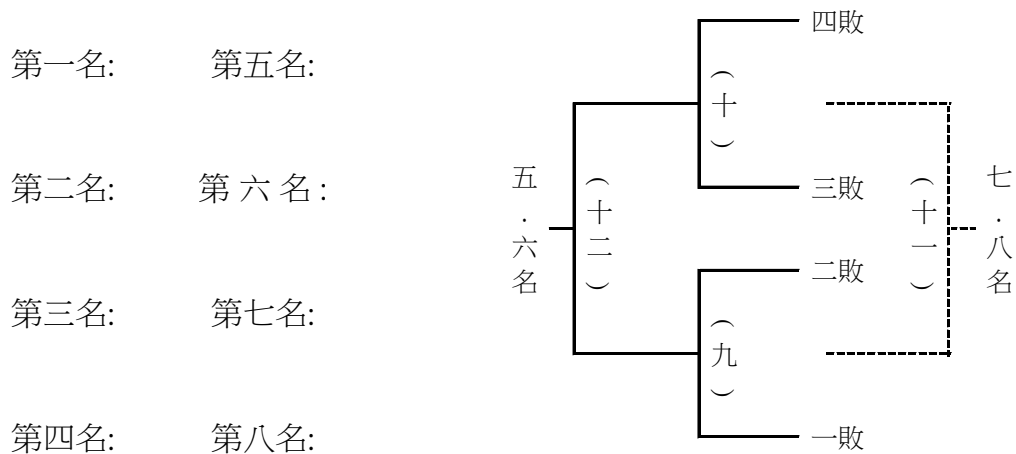 第一名: 第五名:
第二名: 第 六 名 :
第三名: 第七名:
第四名: 第八名:
四敗
(十)
三敗
五.六名
(十二)
(十一)
七.八名
二敗
(九)
一敗